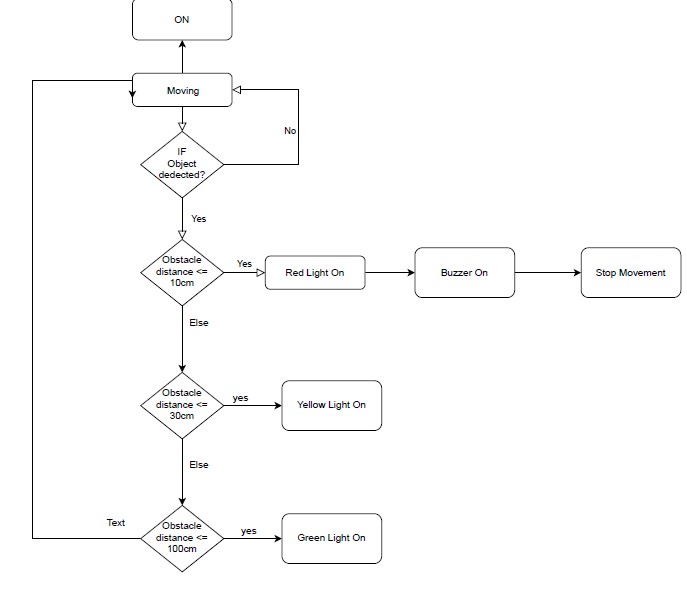 ON
Moving
No
IF
Object
dedected?
Yes
Obstacle
distance <=
10cm
Yes
Red Light On
Buzzer On
Stop Movement
Else
Obstacle
distance <=
30cm
yes
Yellow Light On
Else
Text
Obstacle
distance <=
100cm
yes
Green Light On